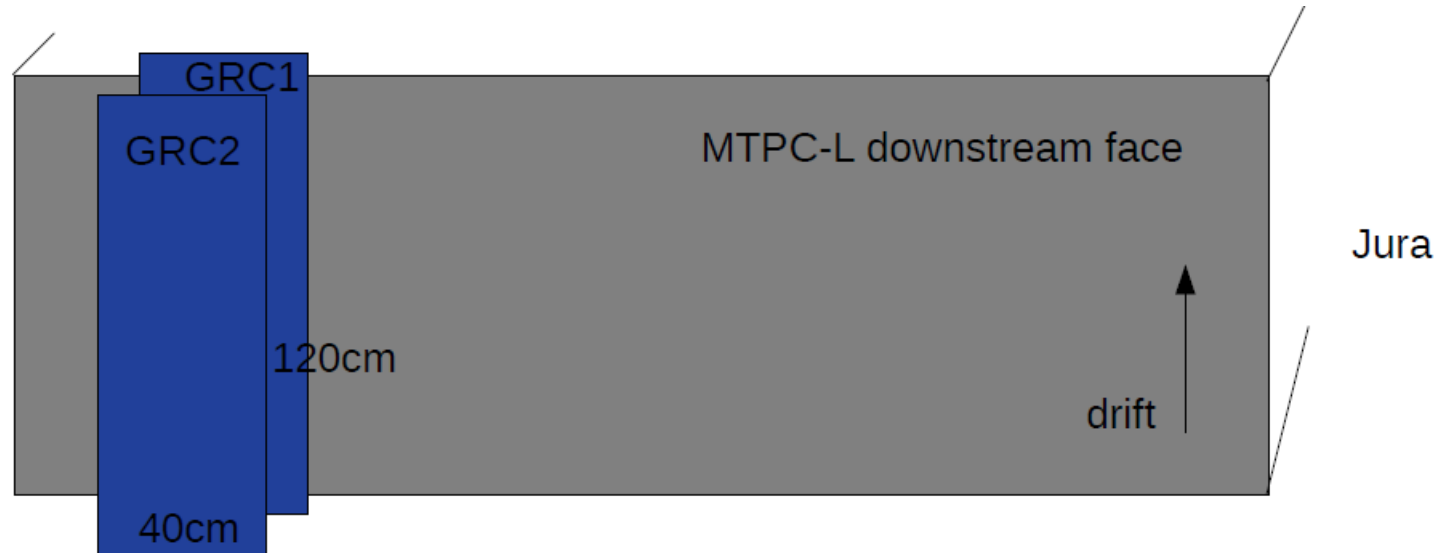 GRC1
GRC2
MTPC-L downstream face
Jura
120cm
drift
40cm